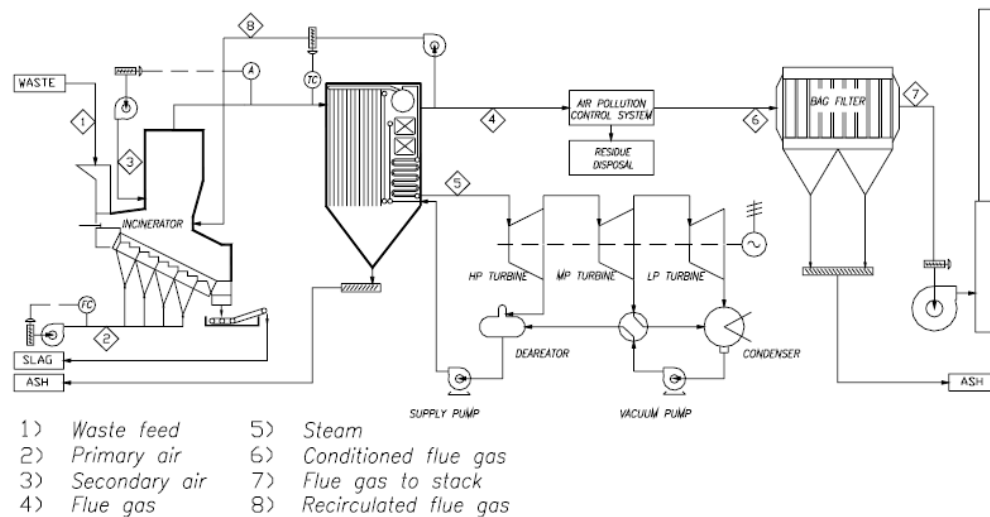 8
WASTE
A
TC
1
3
4
AIR POLLUTION
CONTROL SYSTEM
6
BAG FILTER
7
RESIDUE
DISPOSAL
5
INCINERATOR
HP TURBINE
MP TURBINE
LP TURBINE
FC
2
SLAG
ASH
DEAREATOR
CONDENSER
ASH
SUPPLY PUMP
VACUUM PUMP
1) Waste feed
2) Primary air
3) Secondary air
4) Flue gas
5) Steam
6) Conditioned flue gas
7) Flue gas to stack
8) Recirculated flue gas